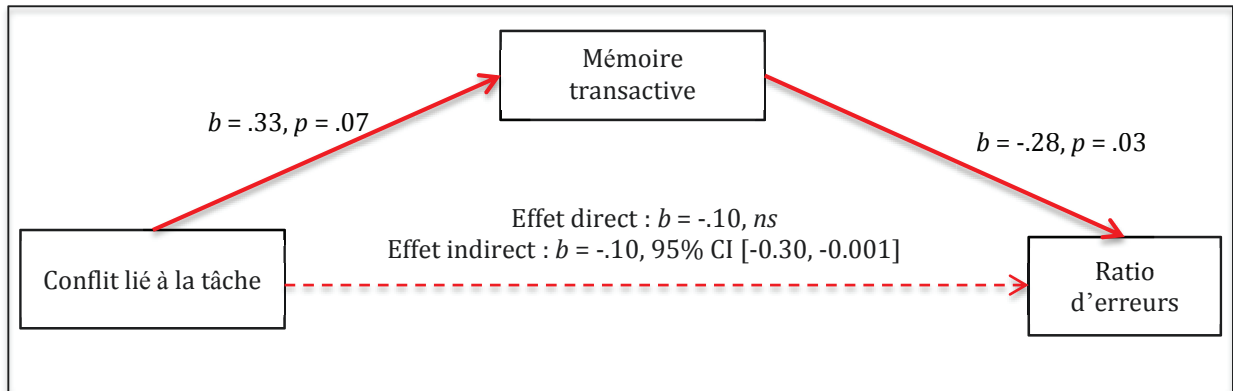 Mémoire
transactive
b = .33, p = .07
b = -.28, p = .03
Effet direct : b = -.10, ns
Effet indirect : b = -.10, 95% CI [-0.30, -0.001]
Conflit lié à la tâche
Ratio
d’erreurs